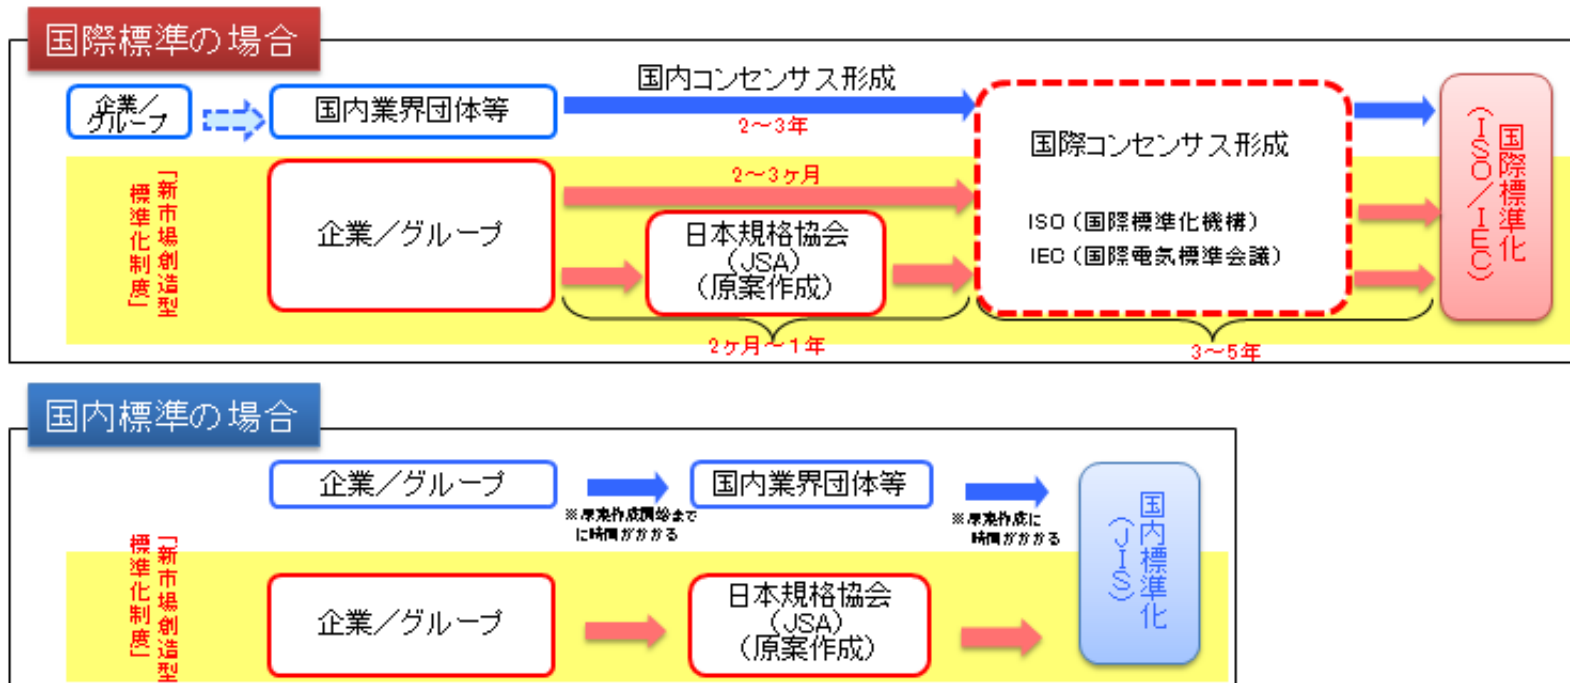 国際標準の場合
企業/
グループ
国内業界団体等
国内コンセンサス形成
2~3年
国際コンセンサス形成
ISO(国際標準化機構)
IEC(国際電気標準会議)
国際標準化
(ISO/IEC)
「新市場創造型
標準化制度」
企業/グループ
2~3ヶ月
日本規格協会
(JSA)
(原案作成)
2ヶ月~1年
3~5年
国内標準の場合
企業/グループ
※原案作成開始まで
に時間がかかる
国内業界団体等
※原案作成に
時間がかかる
国内標準化
(JIS)
「新市場創造型
標準化制度」
企業/グループ
日本規格協会
(JSA)
(原案作成)